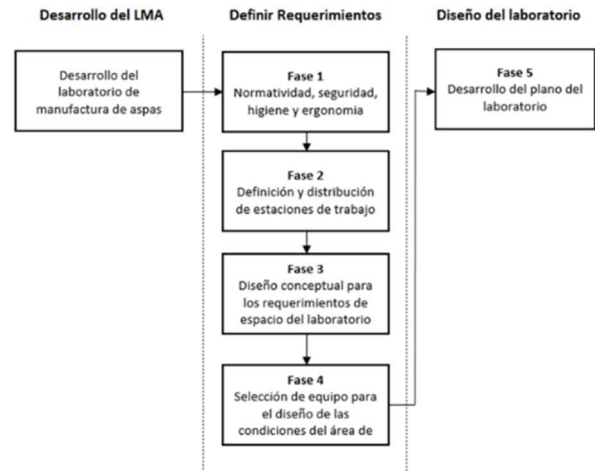 Desarrollo del LMA
Definir Requerimientos
Diseño del laboratorio
Desarrollo del
laboratorio de
manufactura de aspas
Fase 1
Normatividad, seguridad,
higiene y ergonomia
Fase 2
Definición y distribución
de estaciones de trabajo
Fase 3
Diseño conceptual para
los requerimientos de
espacio del laboratorio
Fase 4
Selección de equipo para
el diseño de las
condiciones del área de
Fase 5
Desarrollo del plano del
laboratorio